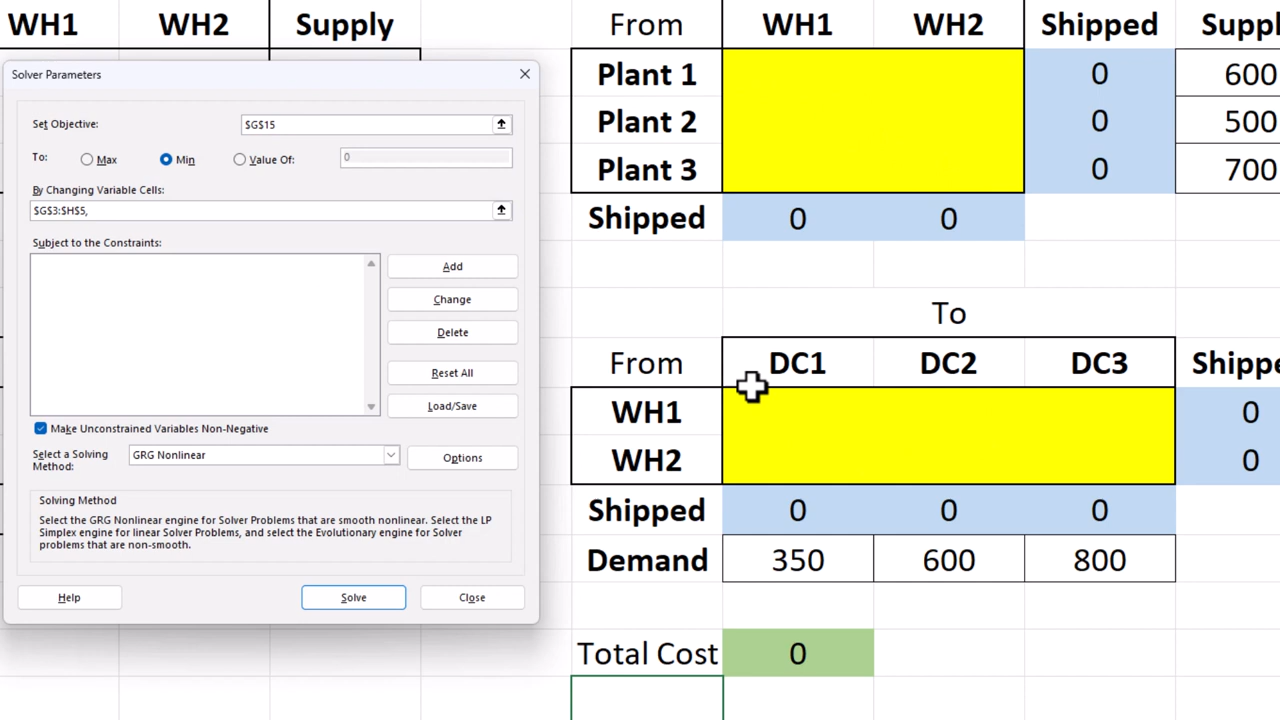 WH1 WH2 Supply
From WH1 WH2 Shipped
Plant 1 0 600
Plant 2 0 500
Plant 3 0 700
Shipped 0 0
To
From DC1 DC2 DC3
WH1 0
WH2 0
Shipped 0 0 0
Demand 350 600 800
Total Cost 0
Solver Parameters
Set Objective: $G$15
To: Max Min Value Of: 0
By Changing Variable Cells:
$G$3:$H$5,
Subject to the Constraints:
Add
Change
Delete
Reset All
Load/Save
Make Unconstrained Variables Non-Negative
Select a Solving
Method:
GRG Nonlinear
Options
Solving Method
Select the GRG Nonlinear engine for Solver Problems that are smooth nonlinear. Select the LP
Simplex engine for linear Solver Problems, and select the Evolutionary engine for Solver
problems that are non-smooth.
Help Solve Close